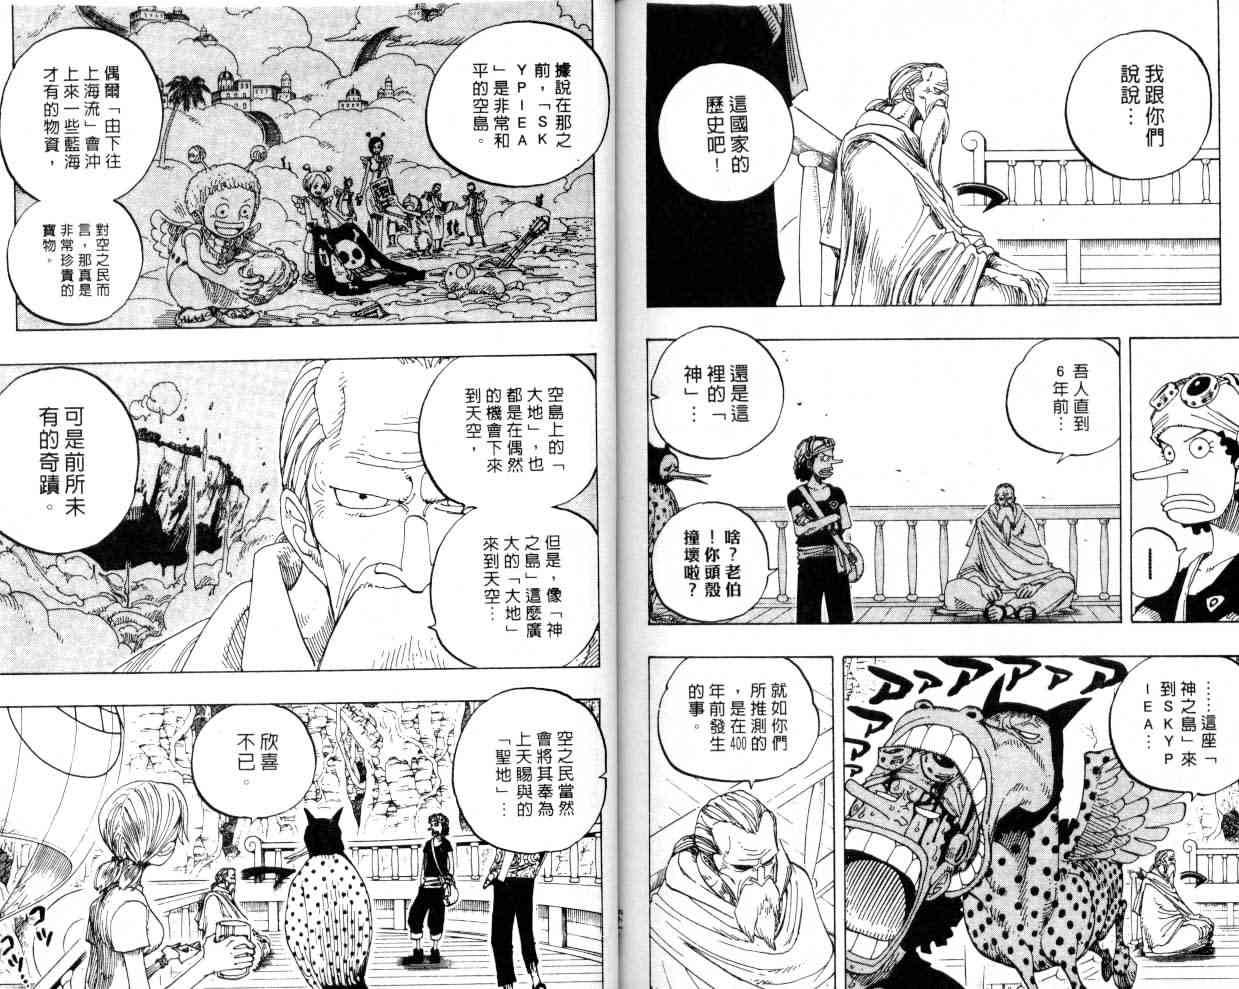 我跟你們
說說…
這國家的
歷史吧！
吾人直到
6年前…
還是這
裡的「
神」…
啥？老伯
！你頭殼
撞壞啦？
……這座「
神之島」來
到SKYP
IEA…
アアアアア
就如你們
所推測的
，是在400
年前發生
的事。
據說在那之
前，「SK
YPIEA
」是非常和
平的空島。
偶爾「由下往
上海流」會沖
上來一些藍海
才有的物資，
對空之民而
言，那真是
非常珍貴的
寶物。
空島上的「
大地」，也
都是在偶然
的機會下來
到天空，
但是，像「神
之島」這麼廣
大的「大地」
來到天空…
可是前所未
有的奇蹟。
空之民當然
會將其奉為
上天賜與的
「聖地」…
欣喜
不已。